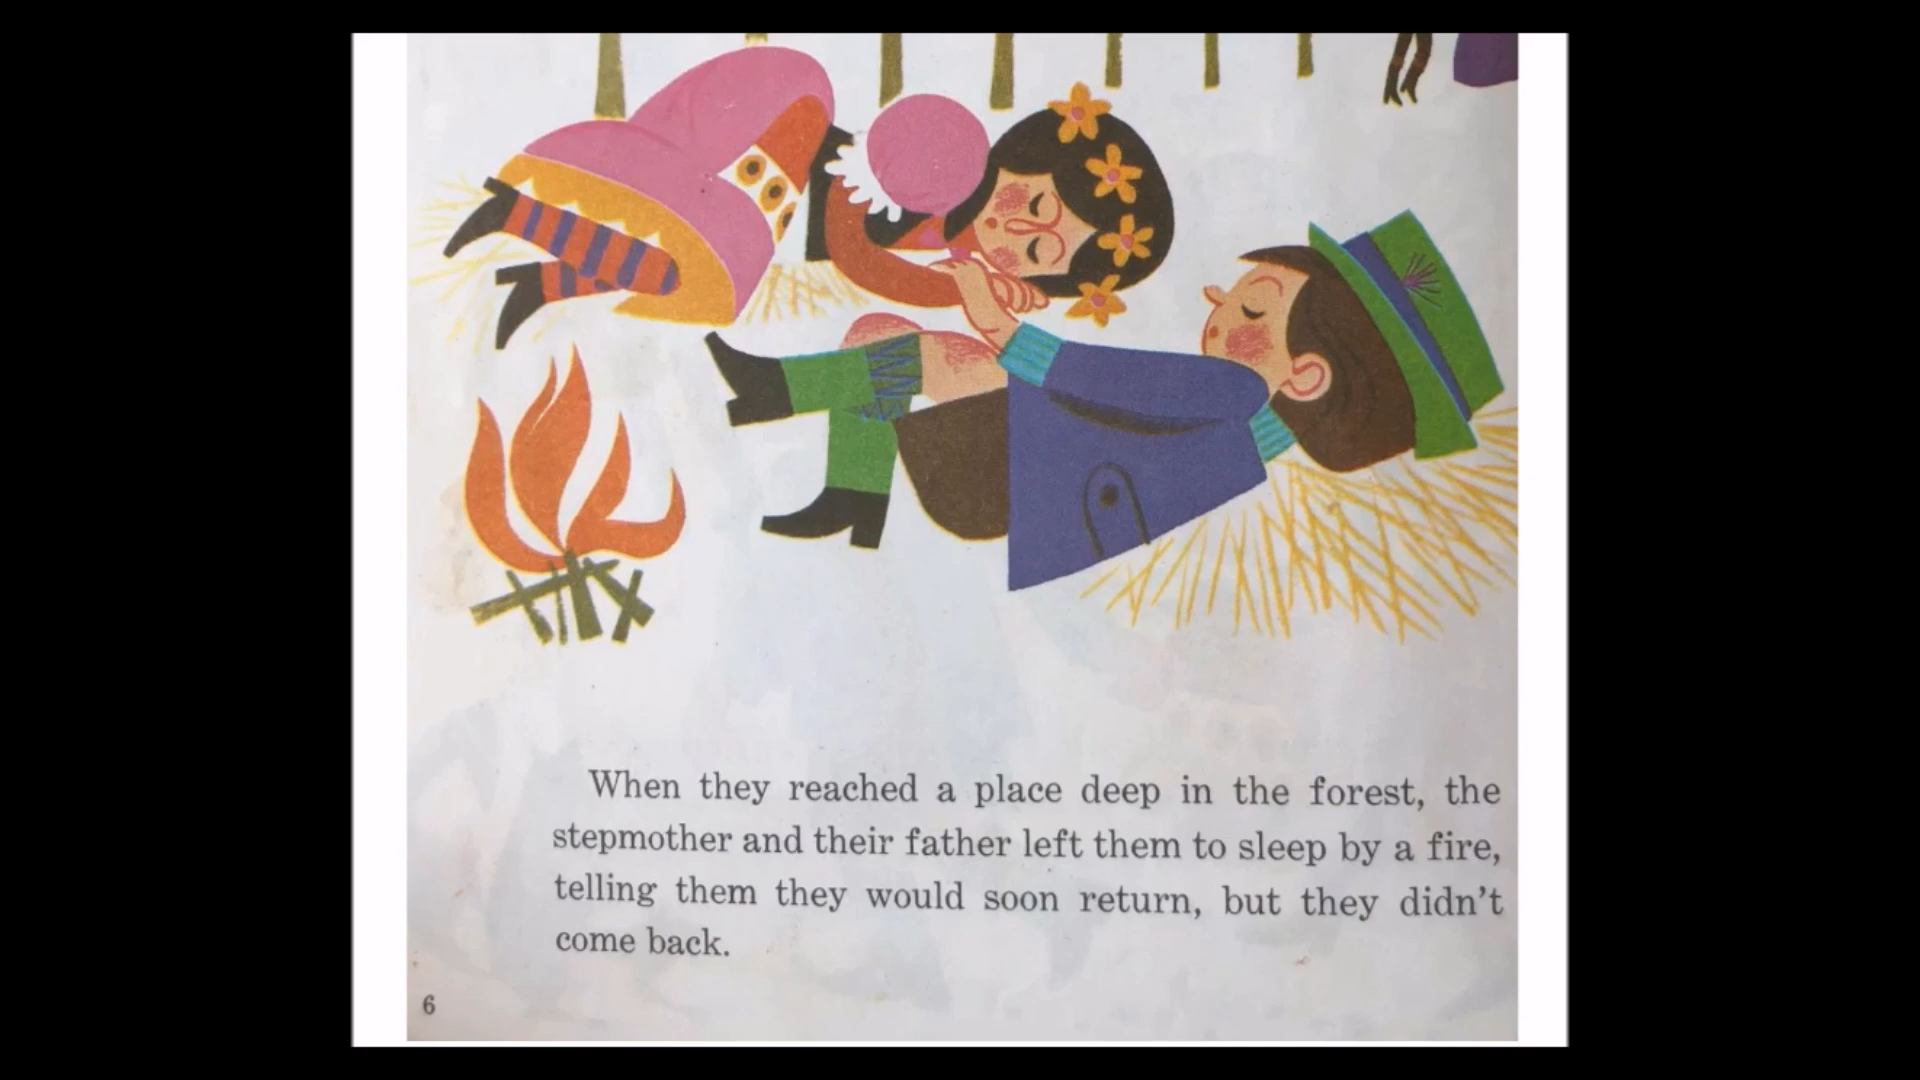 When they reached a place deep in the forest, the
stepmother and their father left them to sleep by a fire,
telling them they would soon return, but they didn't
come back.
6